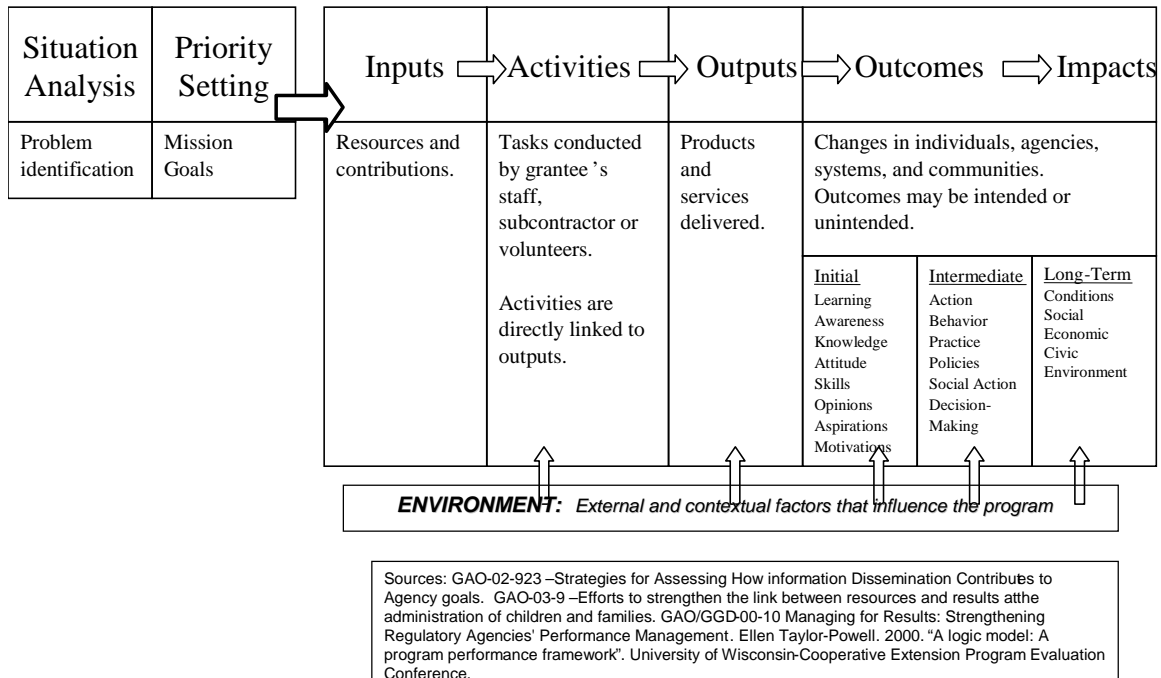 Situation
Analysis
Priority
Setting
Inputs
Activities
Outputs
Outcomes
Impacts
Problem
identification
Mission
Goals
Resources and
contributions.
Tasks conducted
by grantee 's
staff,
subcontractor or
volunteers.
Activities are
directly linked to
outputs.
Products
and
services
delivered.
Changes in individuals, agencies,
systems, and communities.
Outcomes may be intended or
unintended.
Initial
Learning
Awareness
Knowledge
Attitude
Skills
Opinions
Aspirations
Motivations
Intermediate
Action
Behavior
Practice
Policies
Social Action
Decision-
Making
Long-Term
Conditions
Social
Economic
Civic
Environment
ENVIRONMENT: External and contextual factors that influence the program
Sources: GAO-02-923 –Strategies for Assessing How information Dissemination Contributes to
Agency goals. GAO-03-9 –Efforts to strengthen the link between resources and results atthe
administration of children and families. GAO/GGD-00-10 Managing for Results: Strengthening
Regulatory Agencies' Performance Management. Ellen Taylor-Powell. 2000. “A logic model: A
program performance framework”. University of Wisconsin-Cooperative Extension Program Evaluation
Conference.